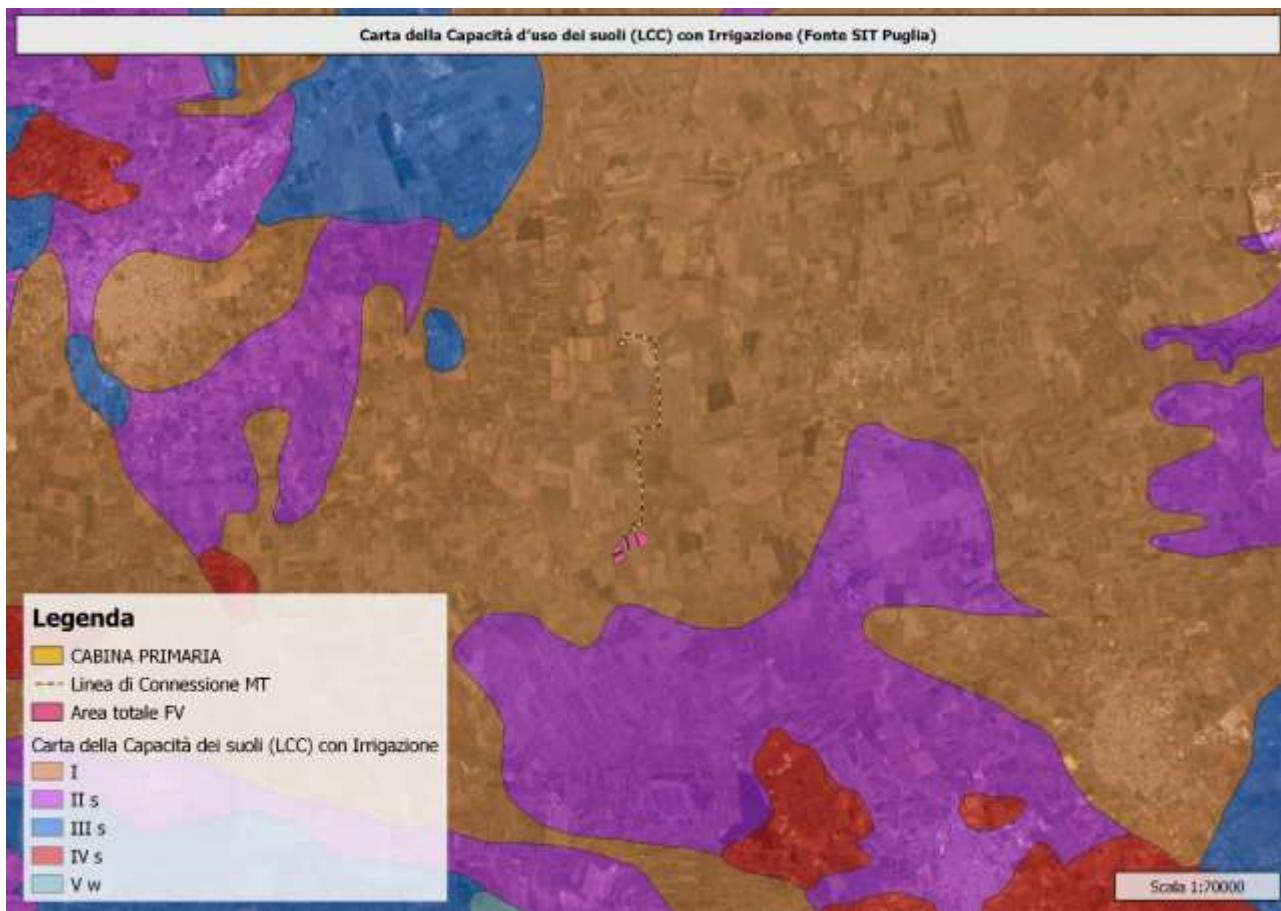 Carta della Capacità d'uso dei suoli (LCC) con Irrigazione (Fonte SIT Puglia)
Legenda
CABINA PRIMARIA
Linea di Connessione MT
Area totale FV
Carta della Capacità dei suoli (LCC) con Irrigazione
I
II s
III s
IV s
V w
Scala 1:70000